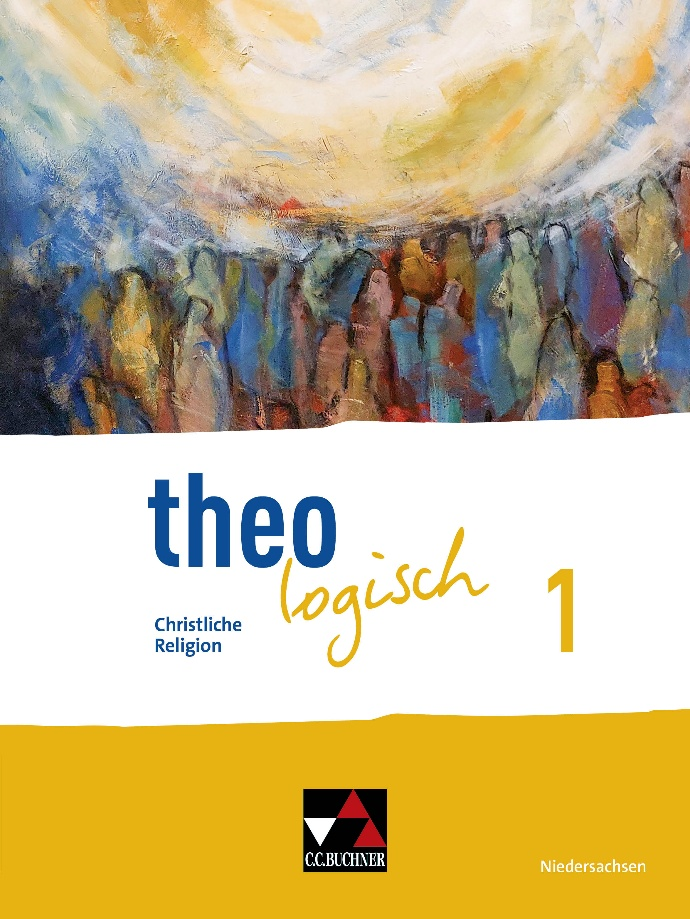 theo
logisch
1
Christliche
Religion
C.C.BUCHNER
Niedersachsen